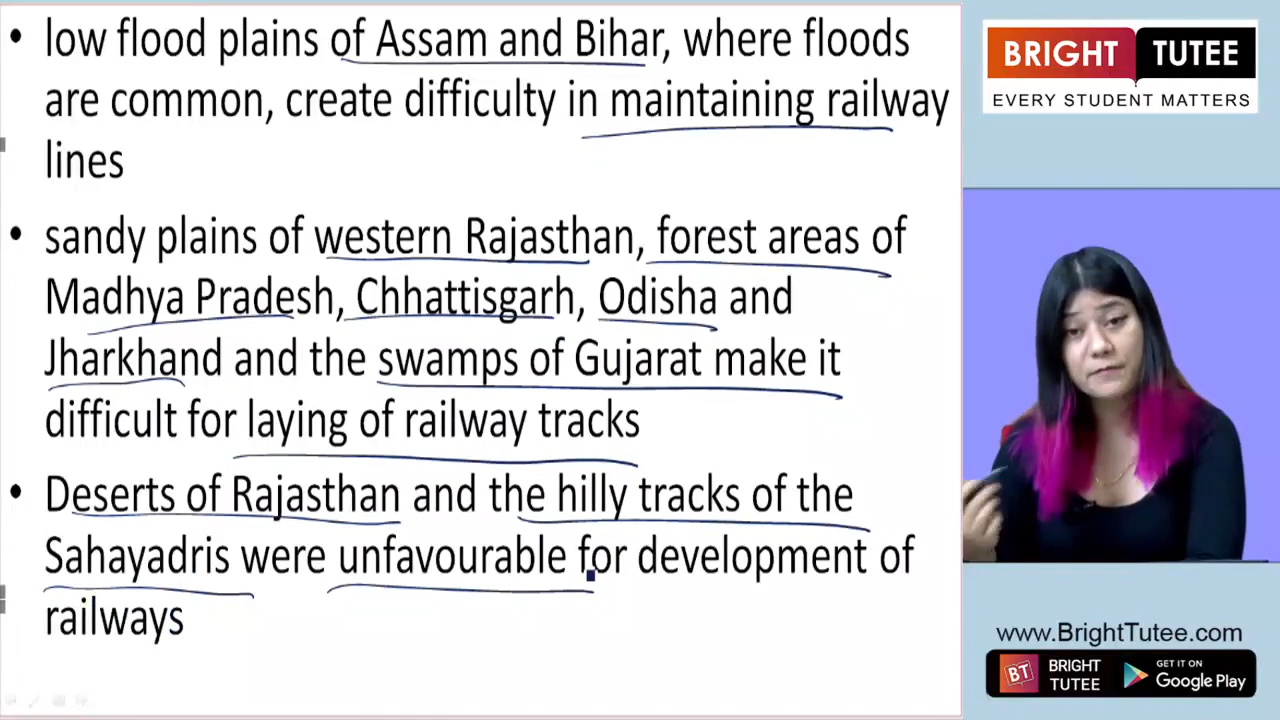 • low flood plains of Assam and Bihar, where floods
are common, create difficulty in maintaining railway
lines
• sandy plains of western Rajasthan, forest areas of
Madhya Pradesh, Chhattisgarh, Odisha and
Jharkhand and the swamps of Gujarat make it
difficult for laying of railway tracks
• Deserts of Rajasthan and the hilly tracks of the
Sahayadris were unfavourable for development of
railways
BRIGHT TUTEE
EVERY STUDENT MATTERS
www.BrightTutee.com
BT BRIGHT TUTEE
GET IT ON
Google Play